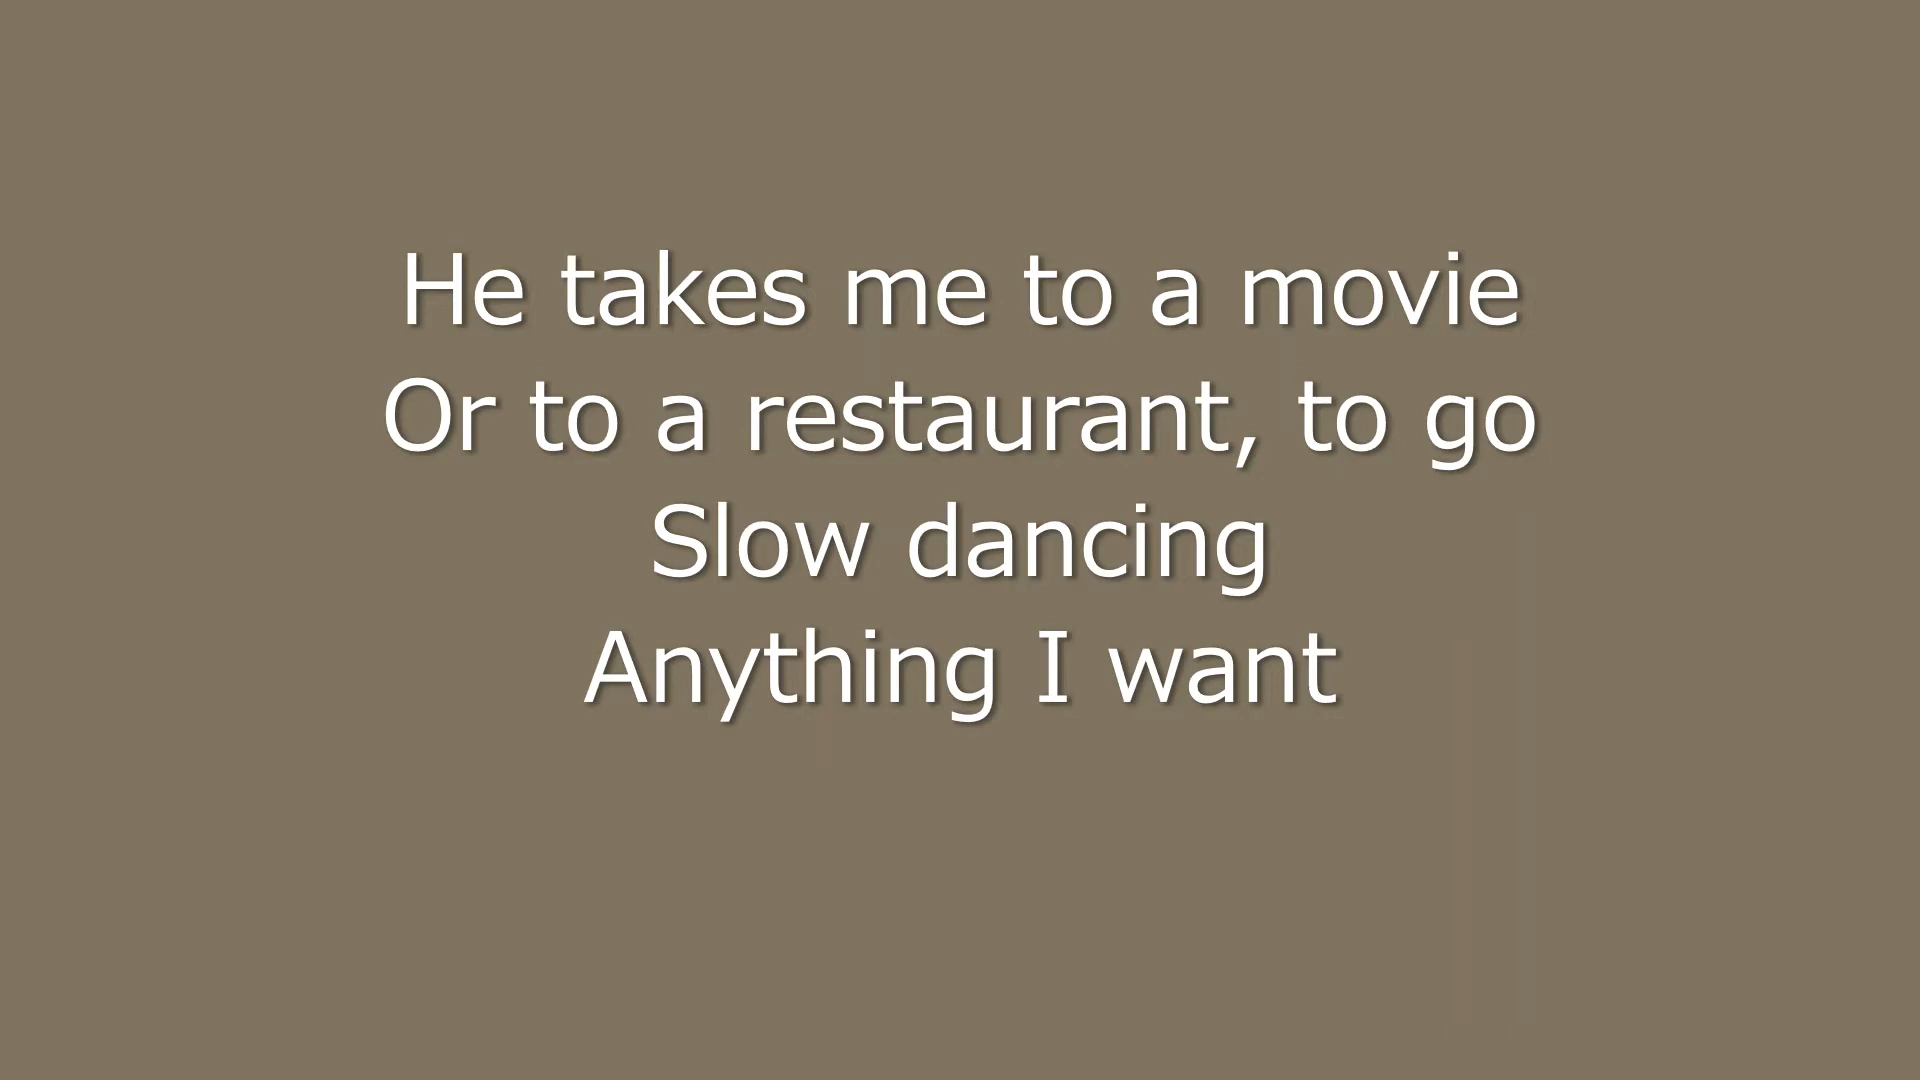 He takes me to a movie
Or to a restaurant, to go
Slow dancing
Anything I want